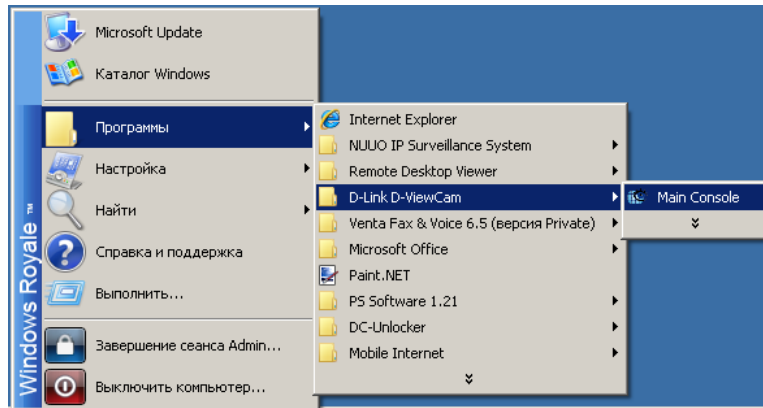 Microsoft Update
Каталог Windows
Программы
Настройка
Найти
Справка и поддержка
Выполнить...
Завершение сеанса Admin...
Выключить компьютер...
Windows Royale ™
Internet Explorer
NUUO IP Surveillance System
Remote Desktop Viewer
D-Link D-ViewCam
Venta Fax & Voice 6.5 (версия Private)
Microsoft Office
Paint.NET
PS Software 1.21
DC-Unlocker
Mobile Internet
Main Console